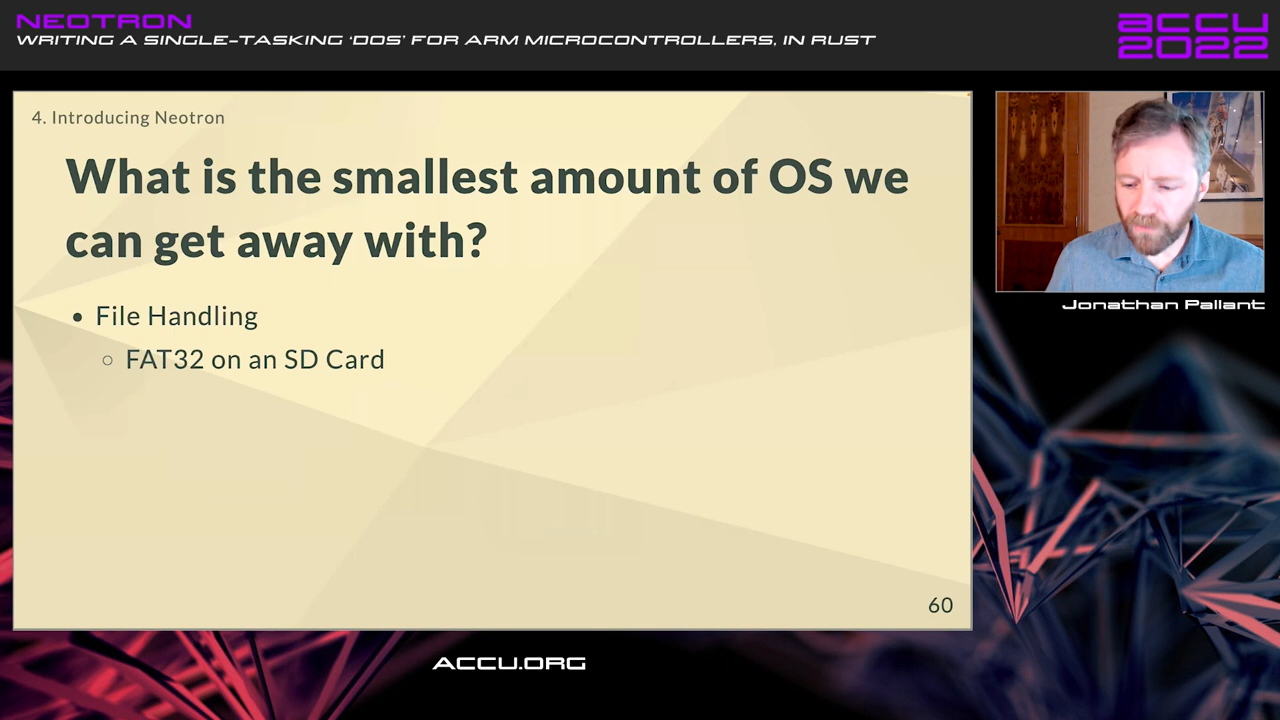 NEOTRON
WRITING A SINGLE-TASKING ‘DOS’ FOR ARM MICROCONTROLLERS, IN RUST
ACCU
2022
4. Introducing Neotron
What is the smallest amount of OS we
can get away with?
• File Handling
○ FAT32 on an SD Card
60
Jonathan Pallant
ACCU.ORG